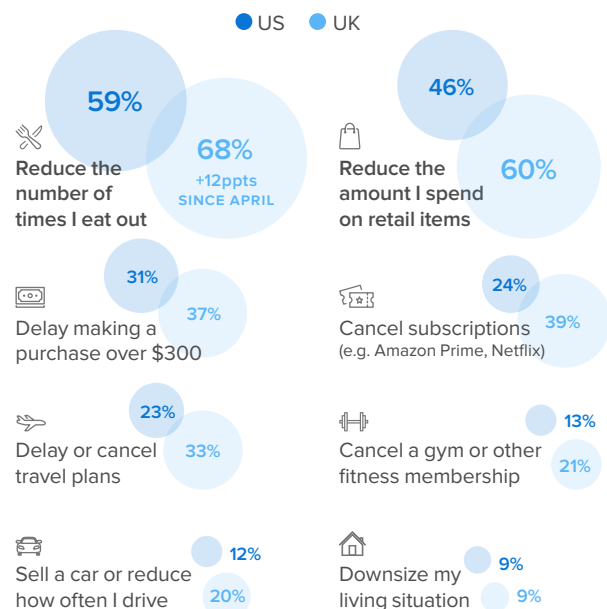 US UK
59%
68%
+12ppts
SINCE APRIL
Reduce the
number of
times I eat out
46%
60%
Reduce the
amount I spend
on retail items
31%
37%
Delay making a
purchase over $300
24%
39%
Cancel subscriptions
(e.g. Amazon Prime, Netflix)
23%
33%
Delay or cancel
travel plans
13%
21%
Cancel a gym or other
fitness membership
12%
20%
Sell a car or reduce
how often I drive
9%
9%
Downsize my
living situation